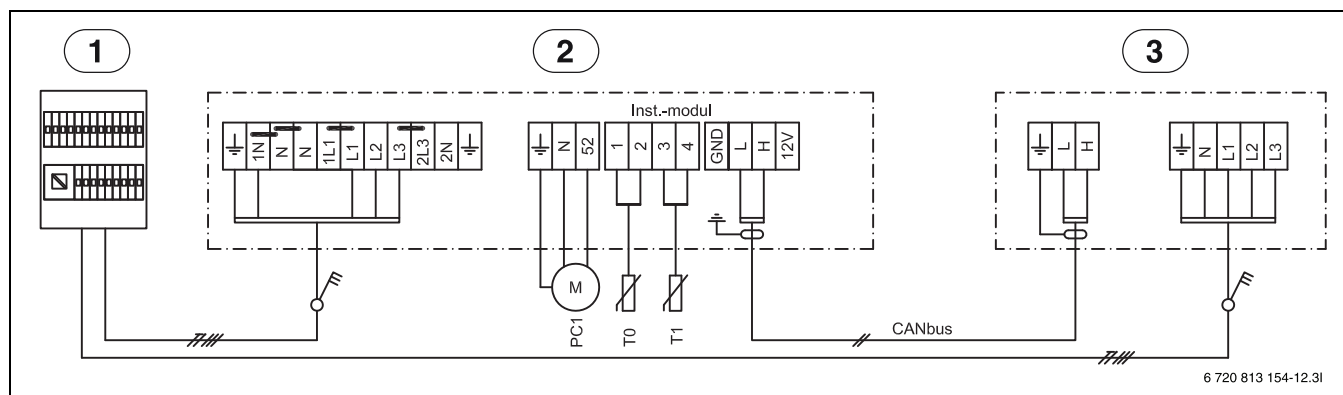 1
2
3
Inst.-modul
1N
N
N
1L1
L1
L2
L3
2L3
2N
N
52
1
2
3
4
GND
L
H
12V
L
H
N
L1
L2
L3
M
PC1
T0
T1
CANbus
6 720 813 154-12.3I